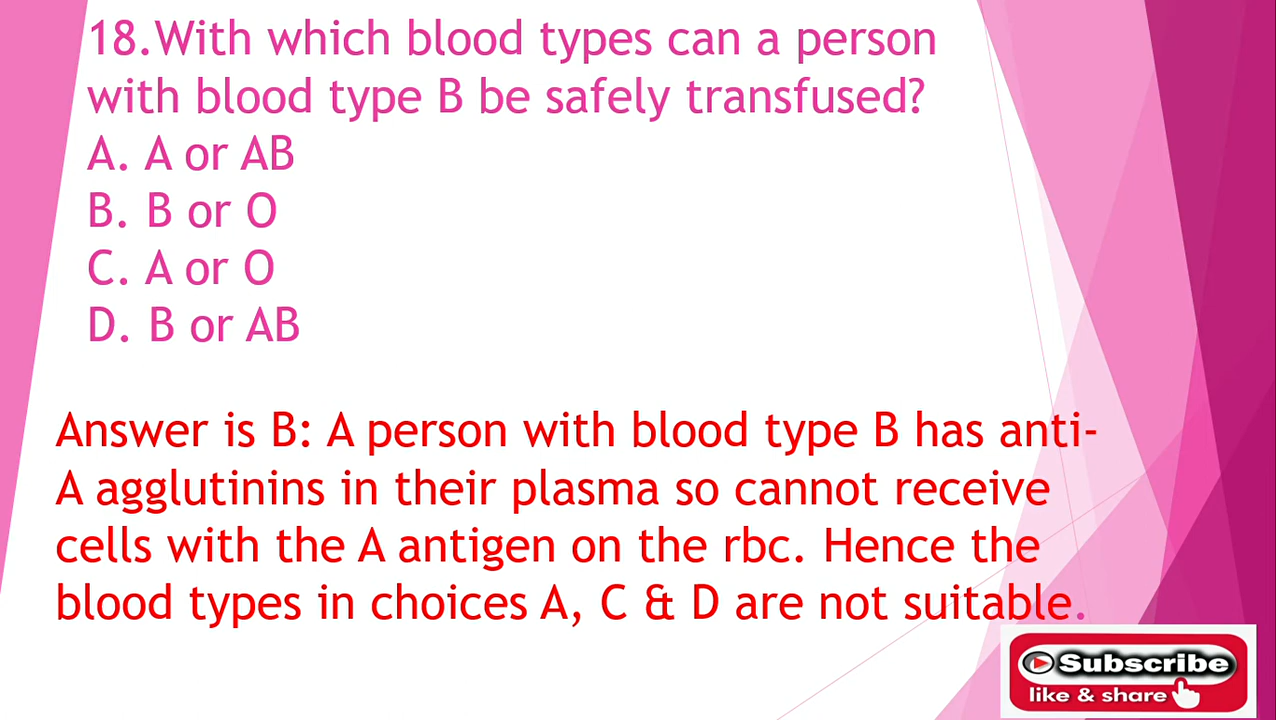 18.With which blood types can a person
with blood type B be safely transfused?
A. A or AB
B. B or O
C. A or O
D. B or AB
Answer is B: A person with blood type B has anti-
A agglutinins in their plasma so cannot receive
cells with the A antigen on the rbc. Hence the
blood types in choices A, C & D are not suitable.
Subscribe
like & share